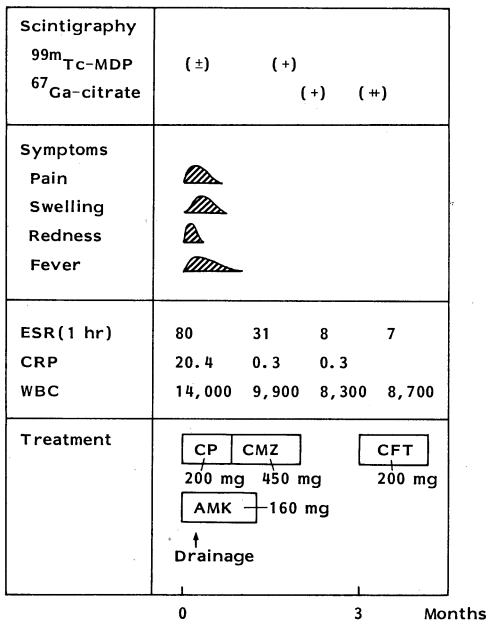 Scintigraphy
99mTc-MDP (±) (+)
67Ga-citrate (+) (++)
Symptoms
Pain
Swelling
Redness
Fever
ESR(1 hr) 80 31 8 7
CRP 20.4 0.3 0.3
WBC 14,000 9,900 8,300 8,700
Treatment
CP CMZ CFT
200 mg 450 mg 200 mg
AMK 160 mg
Drainage
0 3 Months